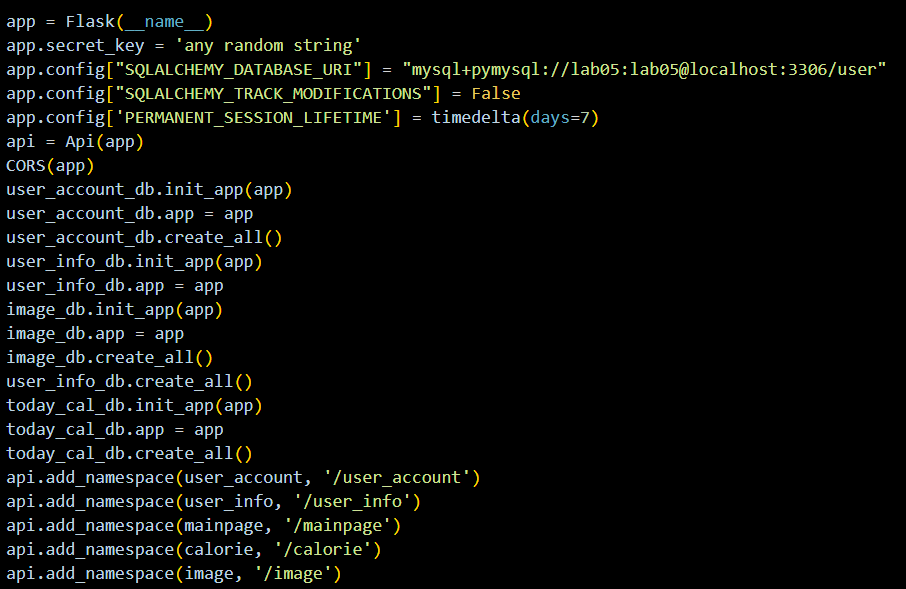 app = Flask(__name__)
app.secret_key = 'any random string'
app.config["SQLALCHEMY_DATABASE_URI"] = "mysql+pymysql://lab05:lab05@localhost:3306/user"
app.config["SQLALCHEMY_TRACK_MODIFICATIONS"] = False
app.config['PERMANENT_SESSION_LIFETIME'] = timedelta(days=7)
api = Api(app)
CORS(app)
user_account_db.init_app(app)
user_account_db.app = app
user_account_db.create_all()
user_info_db.init_app(app)
user_info_db.app = app
image_db.init_app(app)
image_db.app = app
image_db.create_all()
user_info_db.create_all()
today_cal_db.init_app(app)
today_cal_db.app = app
today_cal_db.create_all()
api.add_namespace(user_account, '/user_account')
api.add_namespace(user_info, '/user_info')
api.add_namespace(mainpage, '/mainpage')
api.add_namespace(calorie, '/calorie')
api.add_namespace(image, '/image')